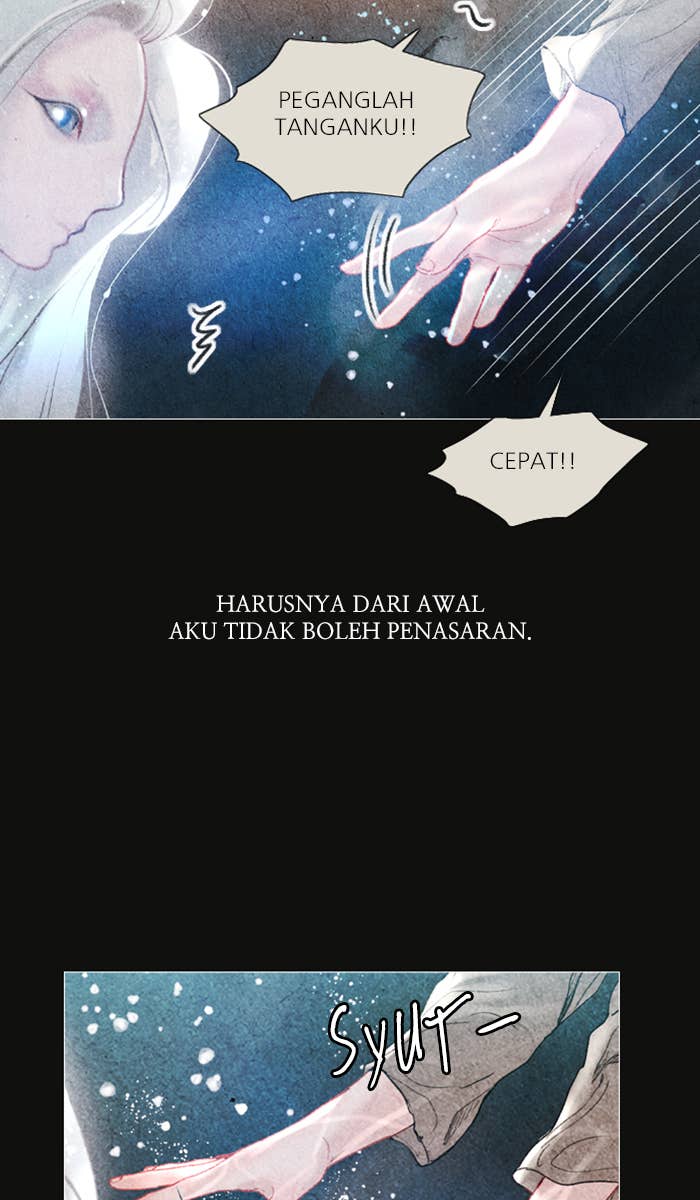 PEGANGLAH
TANGANKU!!
CEPAT!!
HARUSNYA DARI AWAL
AKU TIDAK BOLEH PENASARAN.
SYUT-